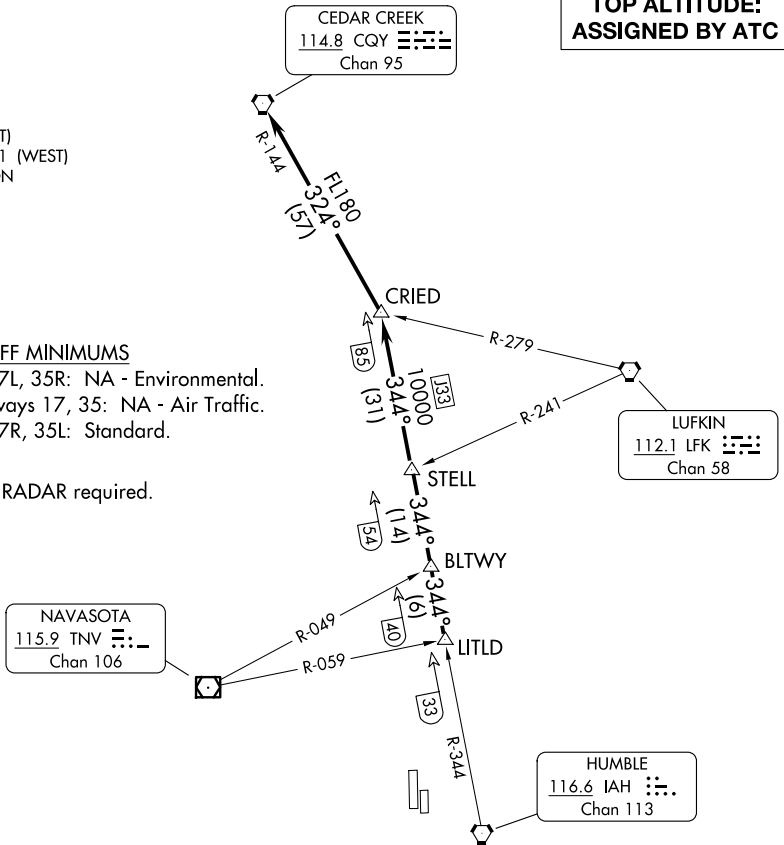 TOP ALTITUDE:
ASSIGNED BY ATC
CEDAR CREEK
114.8 CQY
Chan 95
T)
1 (WEST)
N
R-144
FL180
324°
(57)
CRIED
R-279
85
J33
10000
344°
(31)
FF MINIMUMS
7L, 35R: NA - Environmental.
ways 17, 35: NA - Air Traffic.
7R, 35L: Standard.
RADAR required.
R-241
LUFKIN
112.1 LFK
Chan 58
STELL
54
344°
(14)
BLTWY
NAVASOTA
115.9 TNV
Chan 106
R-049
40
344°
(6)
LITLD
R-059
33
R-344
HUMBLE
116.6 IAH
Chan 113